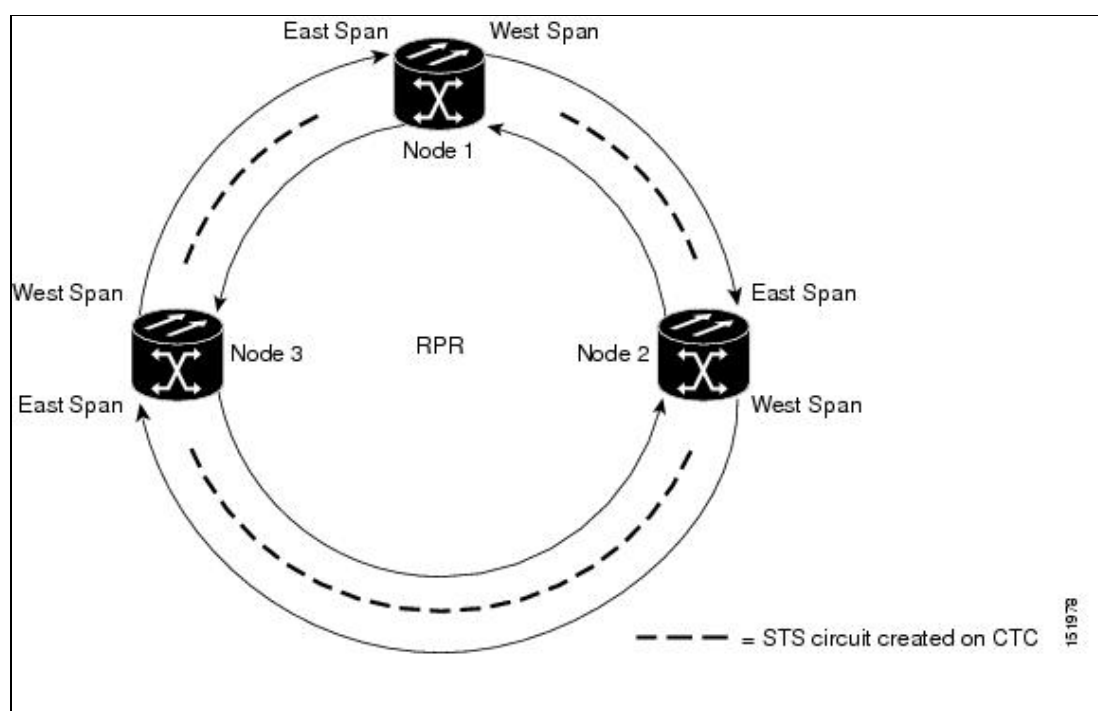 East Span
West Span
Node 1
West Span
East Span
Node 3
RPR
Node 2
East Span
West Span
= STS circuit created on CTC
151978